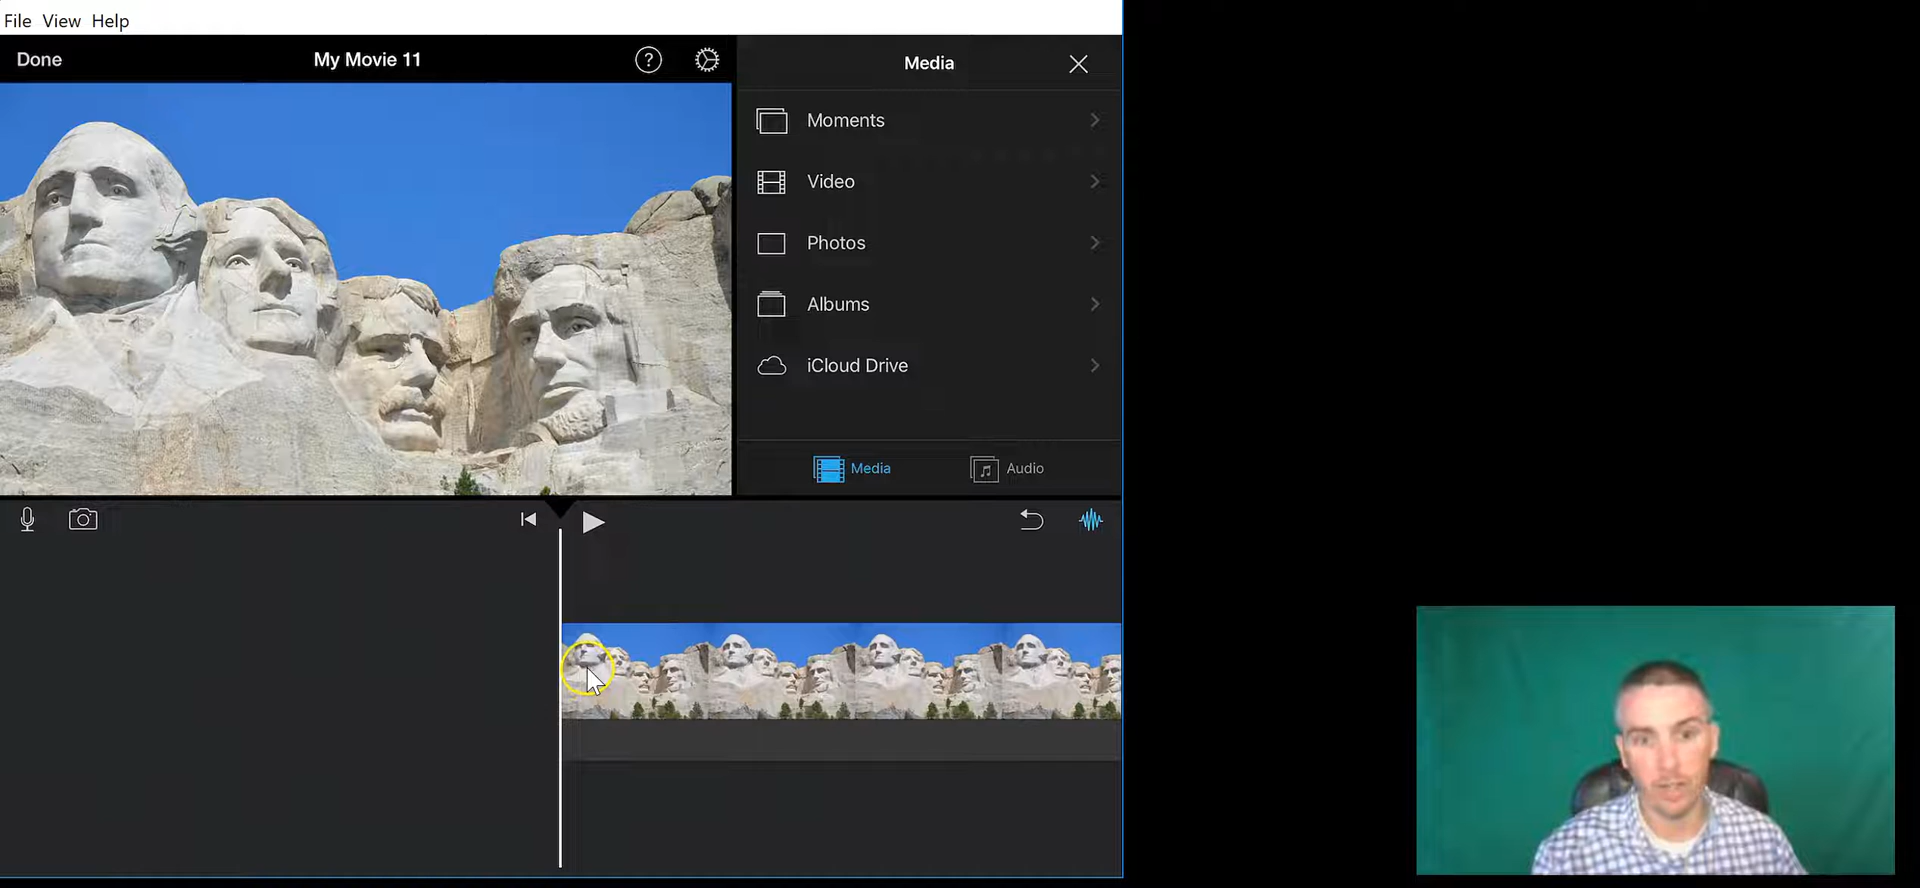 File View Help
Done
My Movie 11
?
Media
Moments
Video
Photos
Albums
iCloud Drive
Media
Audio